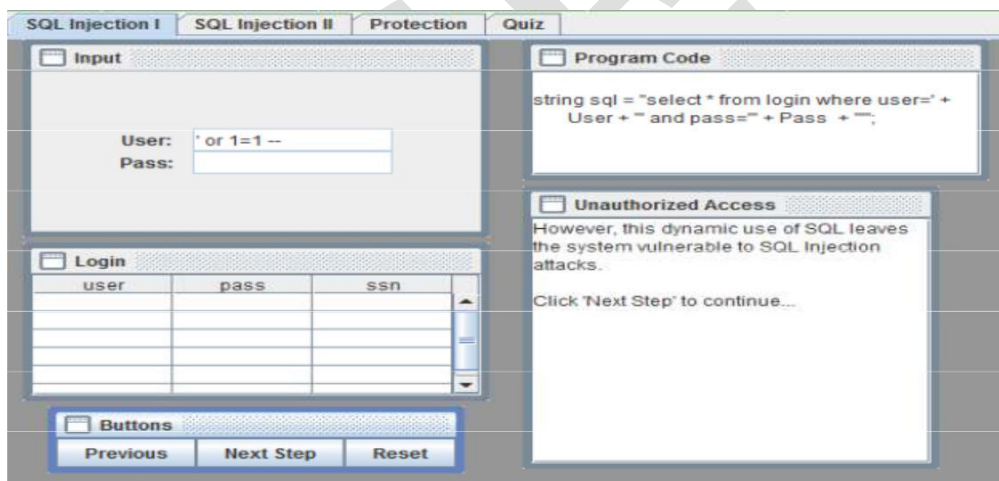 SQL Injection I SQL Injection II Protection Quiz
Input
User: ' or 1=1 --
Pass:
Login
user pass ssn
Buttons
Previous Next Step Reset
Program Code
string sql = "select * from login where user=' +
User + "' and pass='" + Pass + "'";
Unauthorized Access
However, this dynamic use of SQL leaves
the system vulnerable to SQL Injection
attacks.
Click 'Next Step' to continue...